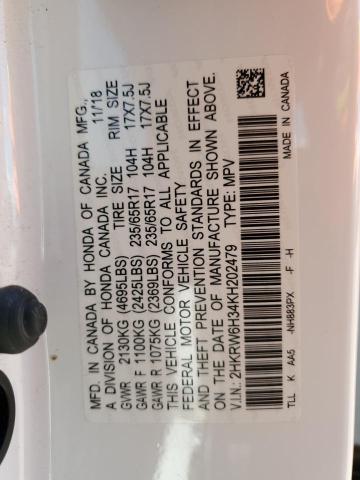 MFD. IN CANADA BY HONDA OF CANADA MFG.,
A DIVISION OF HONDA CANADA INC. 11/18
TIRE SIZE RIM SIZE
GVWR 2130KG (4695LBS)
GAWR F 1100KG (2425LBS) 235/65R17 104H 17X7.5J
GAWR R 1075KG (2369LBS) 235/65R17 104H 17X7.5J
THIS VEHICLE CONFORMS TO ALL APPLICABLE
FEDERAL MOTOR VEHICLE SAFETY
AND THEFT PREVENTION STANDARDS IN EFFECT
ON THE DATE OF MANUFACTURE SHOWN ABOVE.
V.I.N.: 2HKRW6H34KH202479 TYPE: MPV
TLL K AA5 -NH883PX -F -H MADE IN CANADA